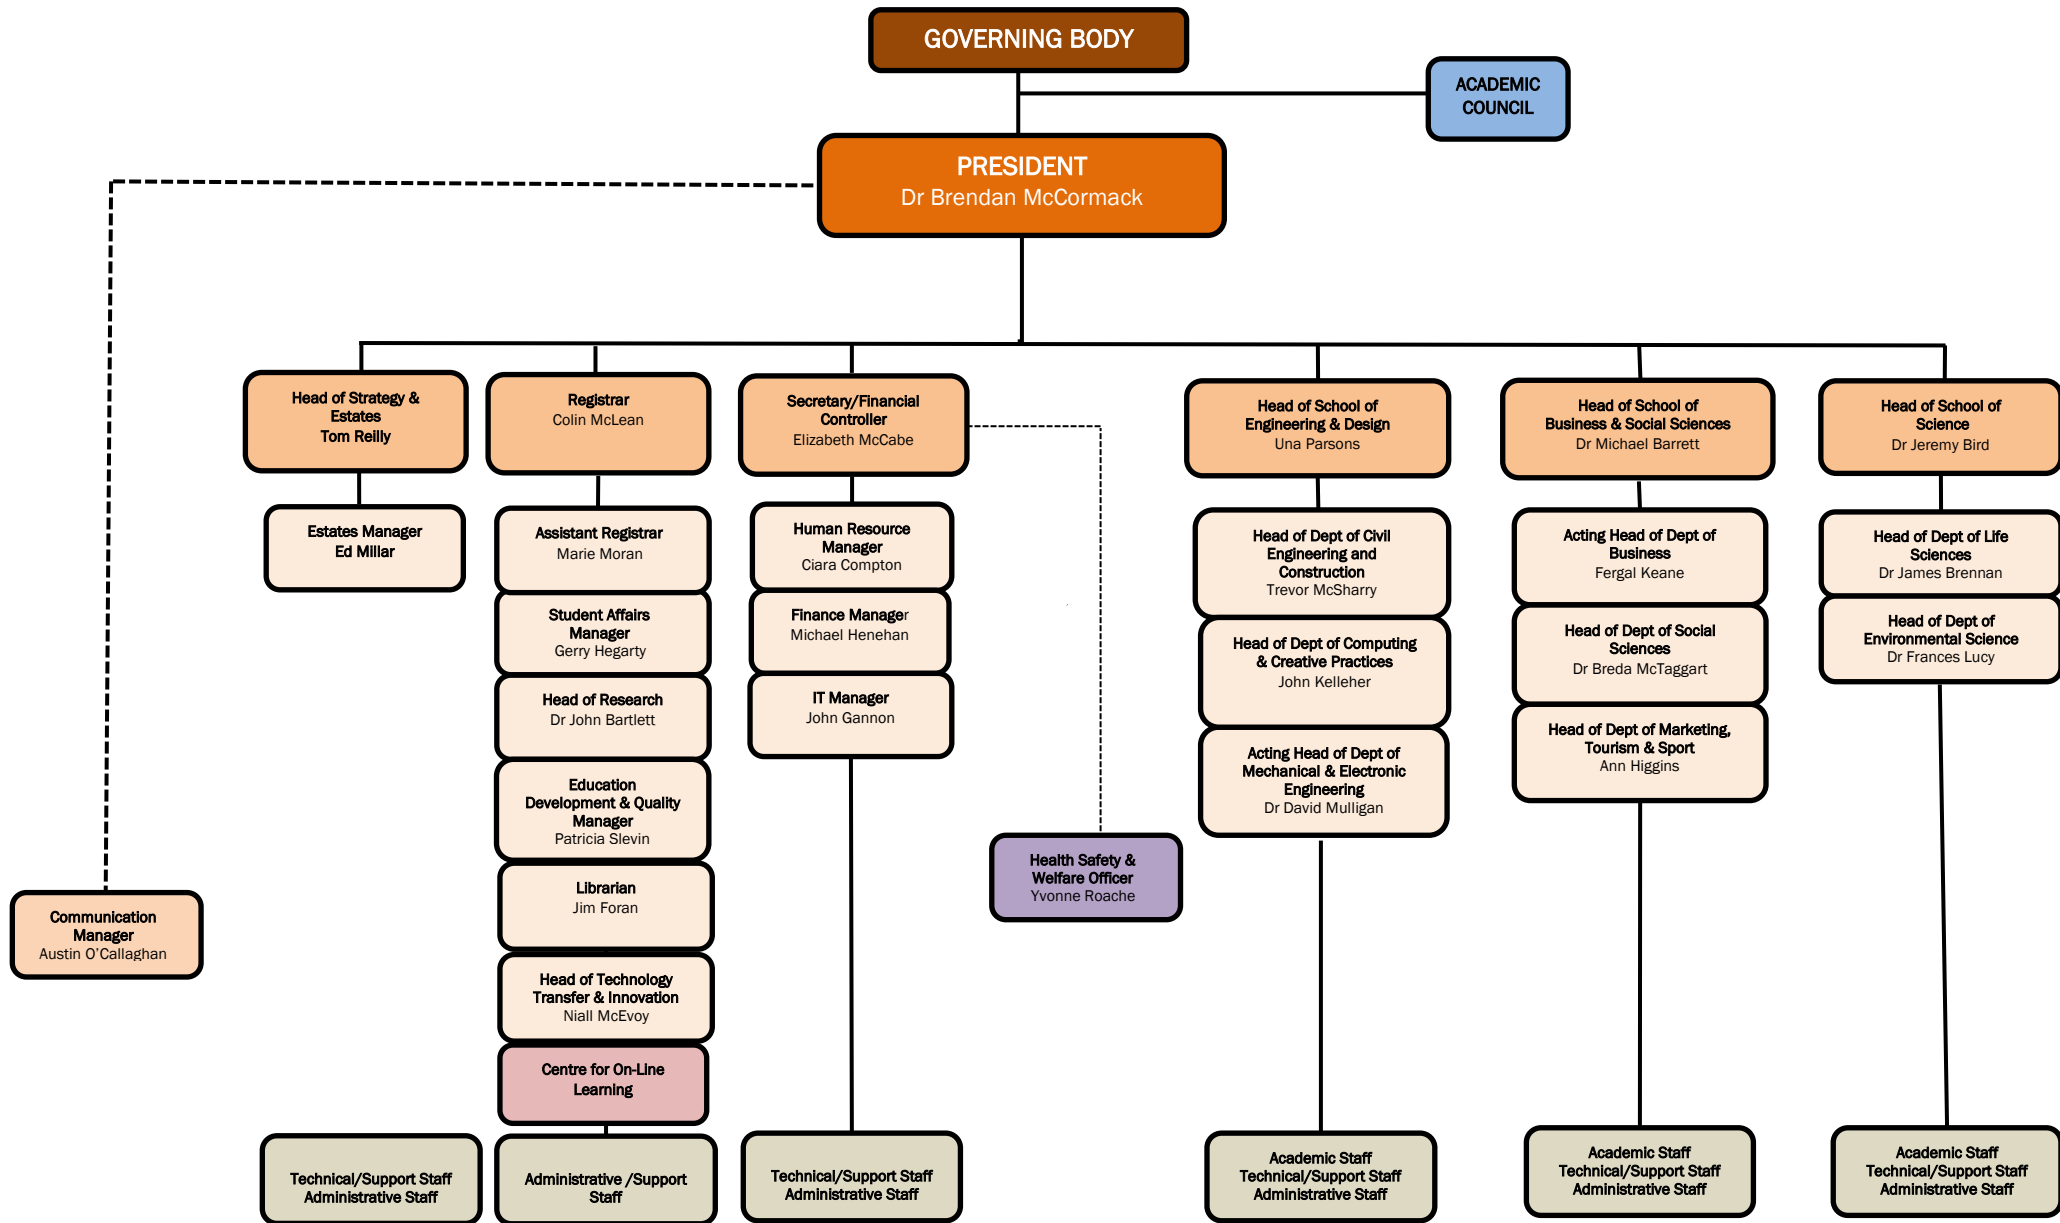 GOVERNING BODY
ACADEMIC
COUNCIL
PRESIDENT
Dr Brendan McCormack
Head of Strategy &
Estates
Tom Reilly
Registrar
Colin McLean
Secretary/Financial
Controller
Elizabeth McCabe
Head of School of
Engineering & Design
Una Parsons
Head of School of
Business & Social Sciences
Dr Michael Barrett
Head of School of
Science
Dr Jeremy Bird
Estates Manager
Ed Millar
Assistant Registrar
Marie Moran
Student Affairs
Manager
Gerry Hegarty
Head of Research
Dr John Bartlett
Education
Development & Quality
Manager
Patricia Slevin
Librarian
Jim Foran
Head of Technology
Transfer & Innovation
Niall McEvoy
Centre for On-Line
Learning
Human Resource
Manager
Ciara Compton
Finance Manager
Michael Henehan
IT Manager
John Gannon
Health Safety &
Welfare Officer
Yvonne Roache
Head of Dept of Civil
Engineering and
Construction
Trevor McSharry
Head of Dept of Computing
& Creative Practices
John Kelleher
Acting Head of Dept of
Mechanical & Electronic
Engineering
Dr David Mulligan
Acting Head of Dept of
Business
Fergal Keane
Head of Dept of Social
Sciences
Dr Breda McTaggart
Head of Dept of Marketing,
Tourism & Sport
Ann Higgins
Head of Dept of Life
Sciences
Dr James Brennan
Head of Dept of
Environmental Science
Dr Frances Lucy
Communication
Manager
Austin O'Callaghan
Technical/Support Staff
Administrative Staff
Administrative /Support
Staff
Technical/Support Staff
Administrative Staff
Academic Staff
Technical/Support Staff
Administrative Staff
Academic Staff
Technical/Support Staff
Administrative Staff
Academic Staff
Technical/Support Staff
Administrative Staff